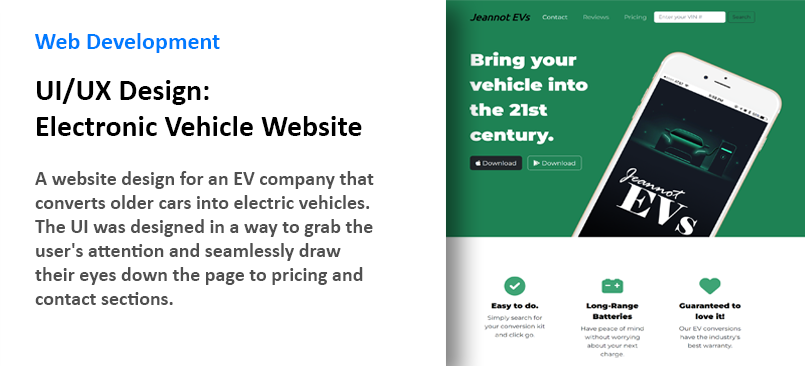 Web Development
UI/UX Design:
Electronic Vehicle Website
A website design for an EV company that
converts older cars into electric vehicles.
The UI was designed in a way to grab the
user's attention and seamlessly draw
their eyes down the page to pricing and
contact sections.
Jeannot EVs Contact Reviews Pricing Enter your VIN # Search
Bring your
vehicle into
the 21st
century.
Download Download
Jeannot
EVs
Easy to do.
Simply search for
your conversion kit
and click go.
Long-Range
Batteries
Have peace of mind
without worrying
about your next
charge.
Guaranteed to
love it!
Our EV conversions
have the industry's
best warranty.